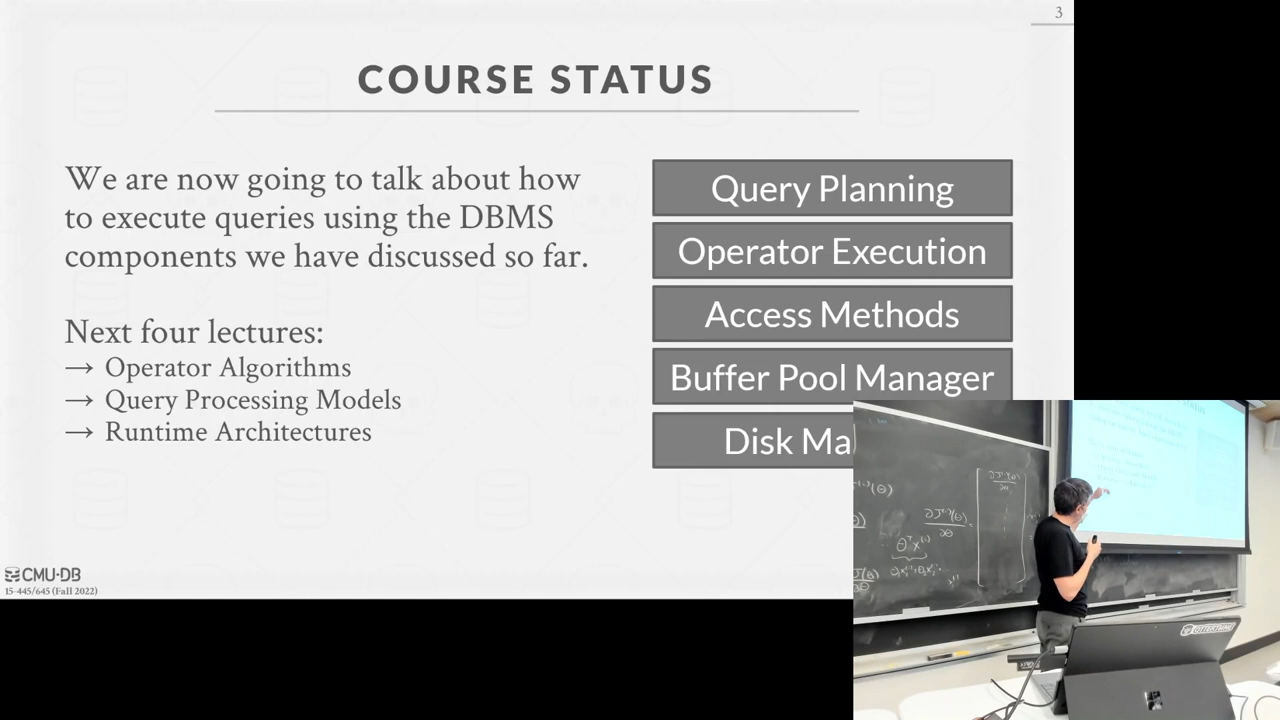 3
COURSE STATUS
We are now going to talk about how
to execute queries using the DBMS
components we have discussed so far.
Next four lectures:
→ Operator Algorithms
→ Query Processing Models
→ Runtime Architectures
Query Planning
Operator Execution
Access Methods
Buffer Pool Manager
Disk Ma
CMU·DB
15-445/645 (Fall 2022)
OTTERTUNE